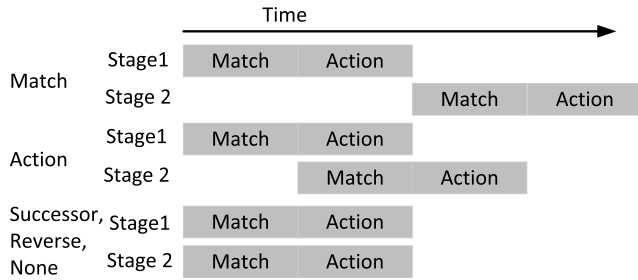 Time
Match
Stage1 Match Action
Stage 2 Match Action
Action
Stage1 Match Action
Stage 2 Match Action
Successor,
Reverse,
None
Stage1 Match Action
Stage 2 Match Action